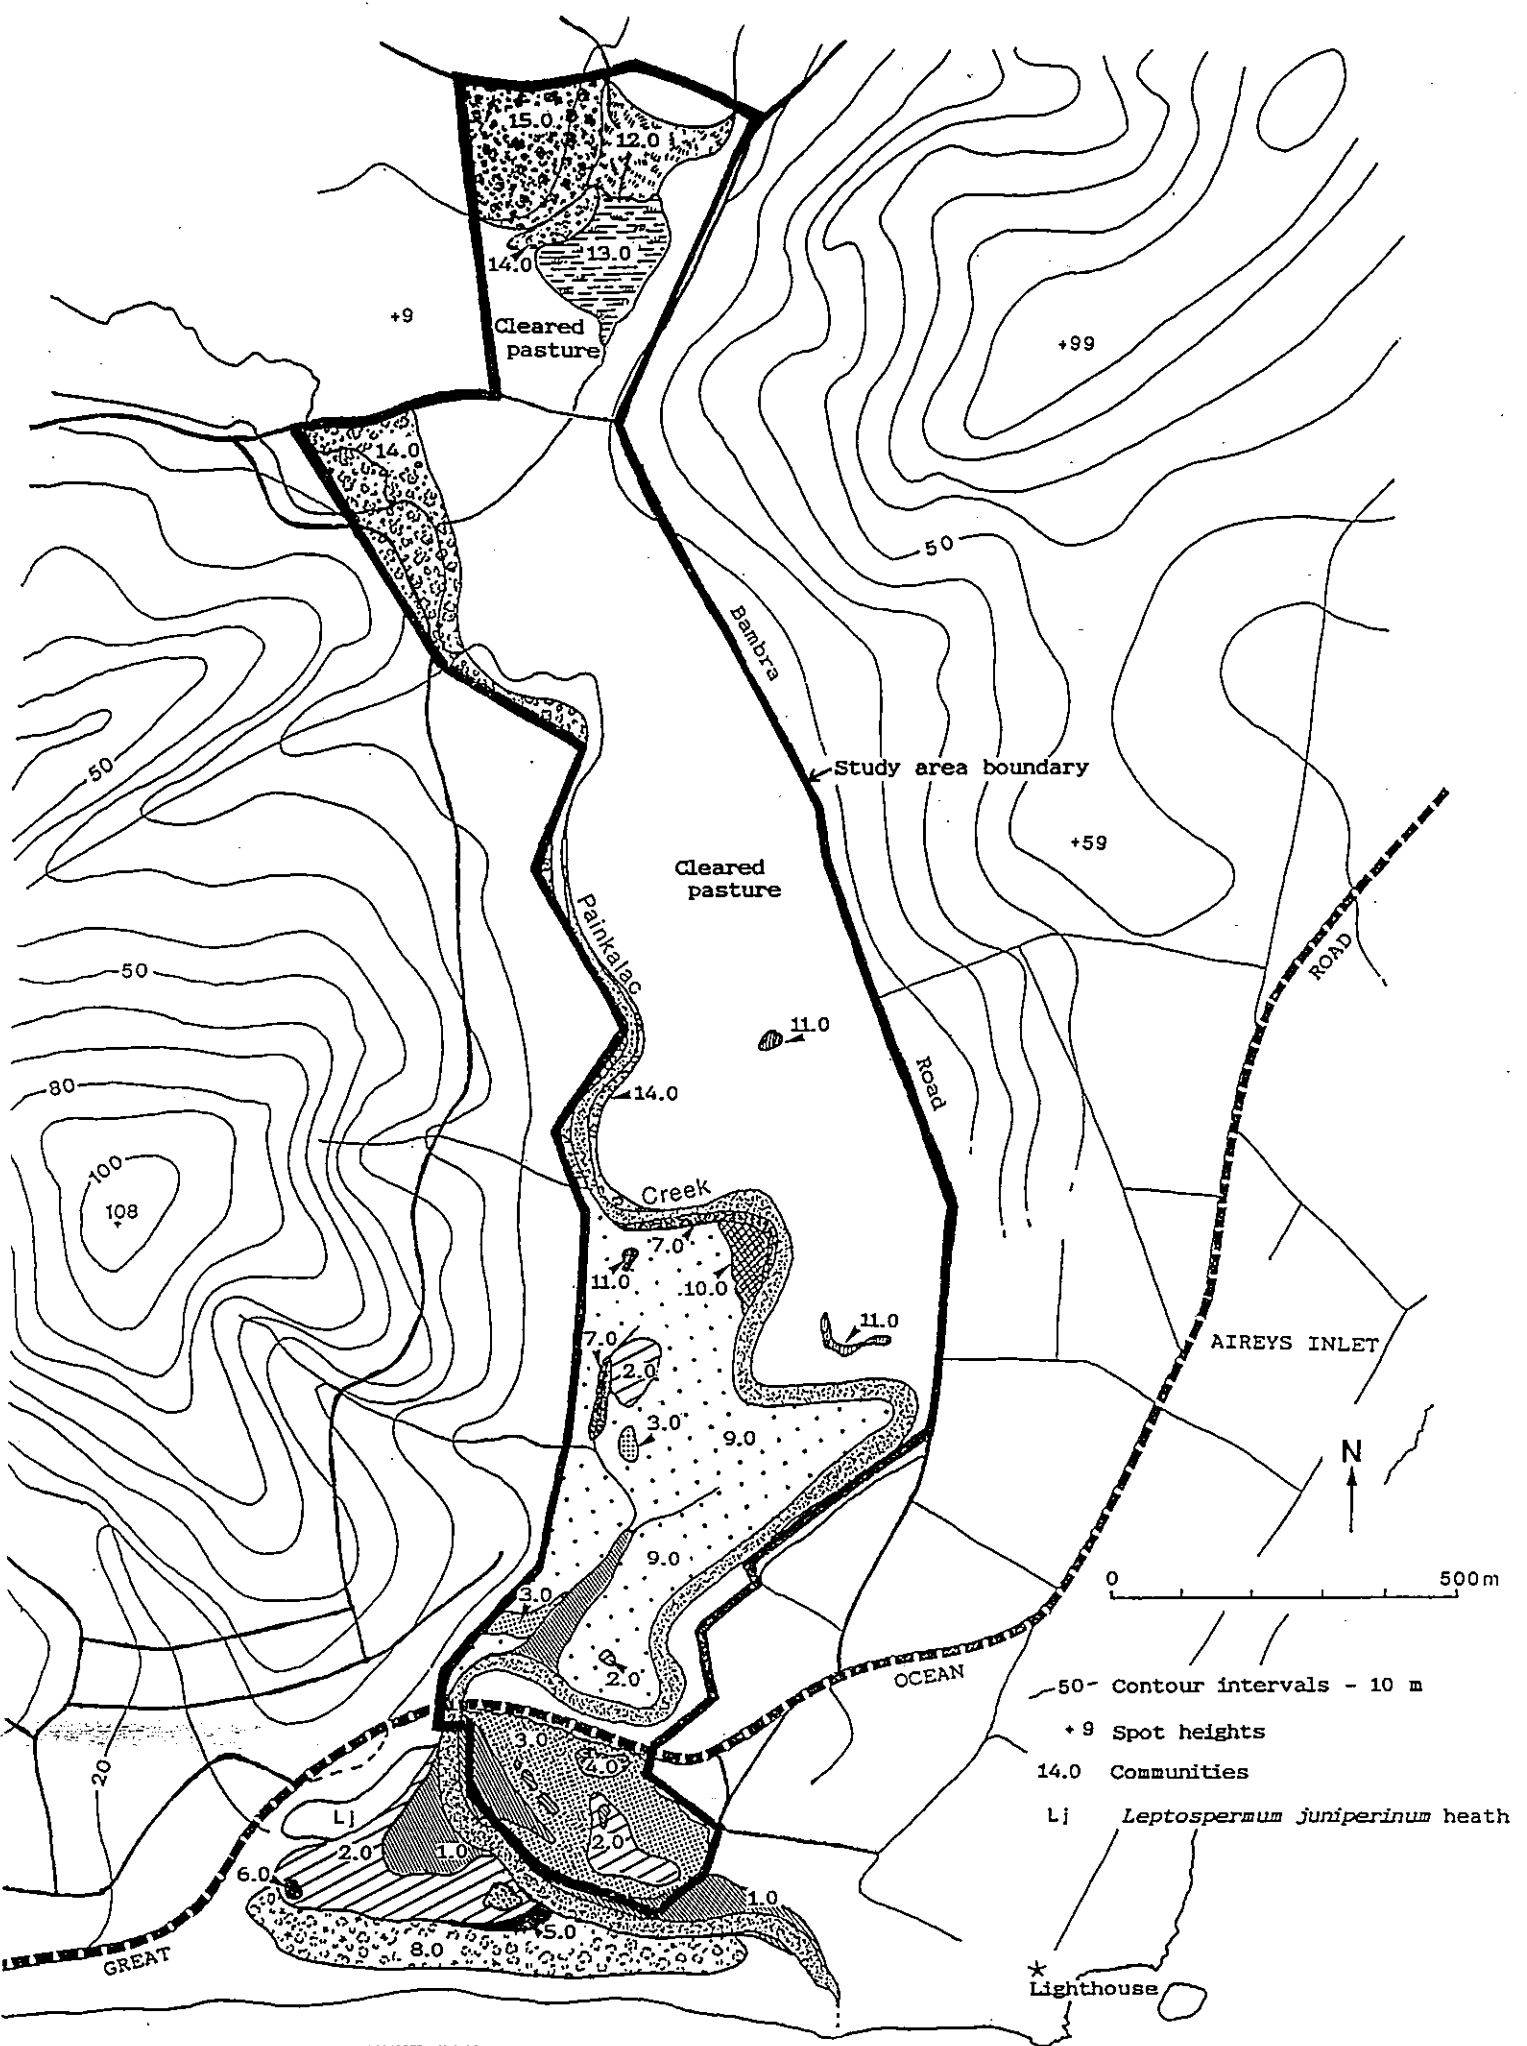 15.0
12.0
13.0
14.0
+9
Cleared
pasture
+99
14.0
50
Bambra
50
Study area boundary
+59
Cleared
pasture
Painkalac
ROAD
50
11.0
80
Road
14.0
100
108
Creek
7.0
11.0
10.0
11.0
7.0
AIREYS INLET
2.0
3.0
9.0
N
9.0
0 500m
3.0
2.0
OCEAN
-50- Contour intervals - 10 m
3.0
+9 Spot heights
4.0
20
14.0 Communities
Lj
Lj Leptospermum juniperinum heath
2.0
2.0
1.0
6.0
1.0
5.0
8.0
GREAT
Lighthouse